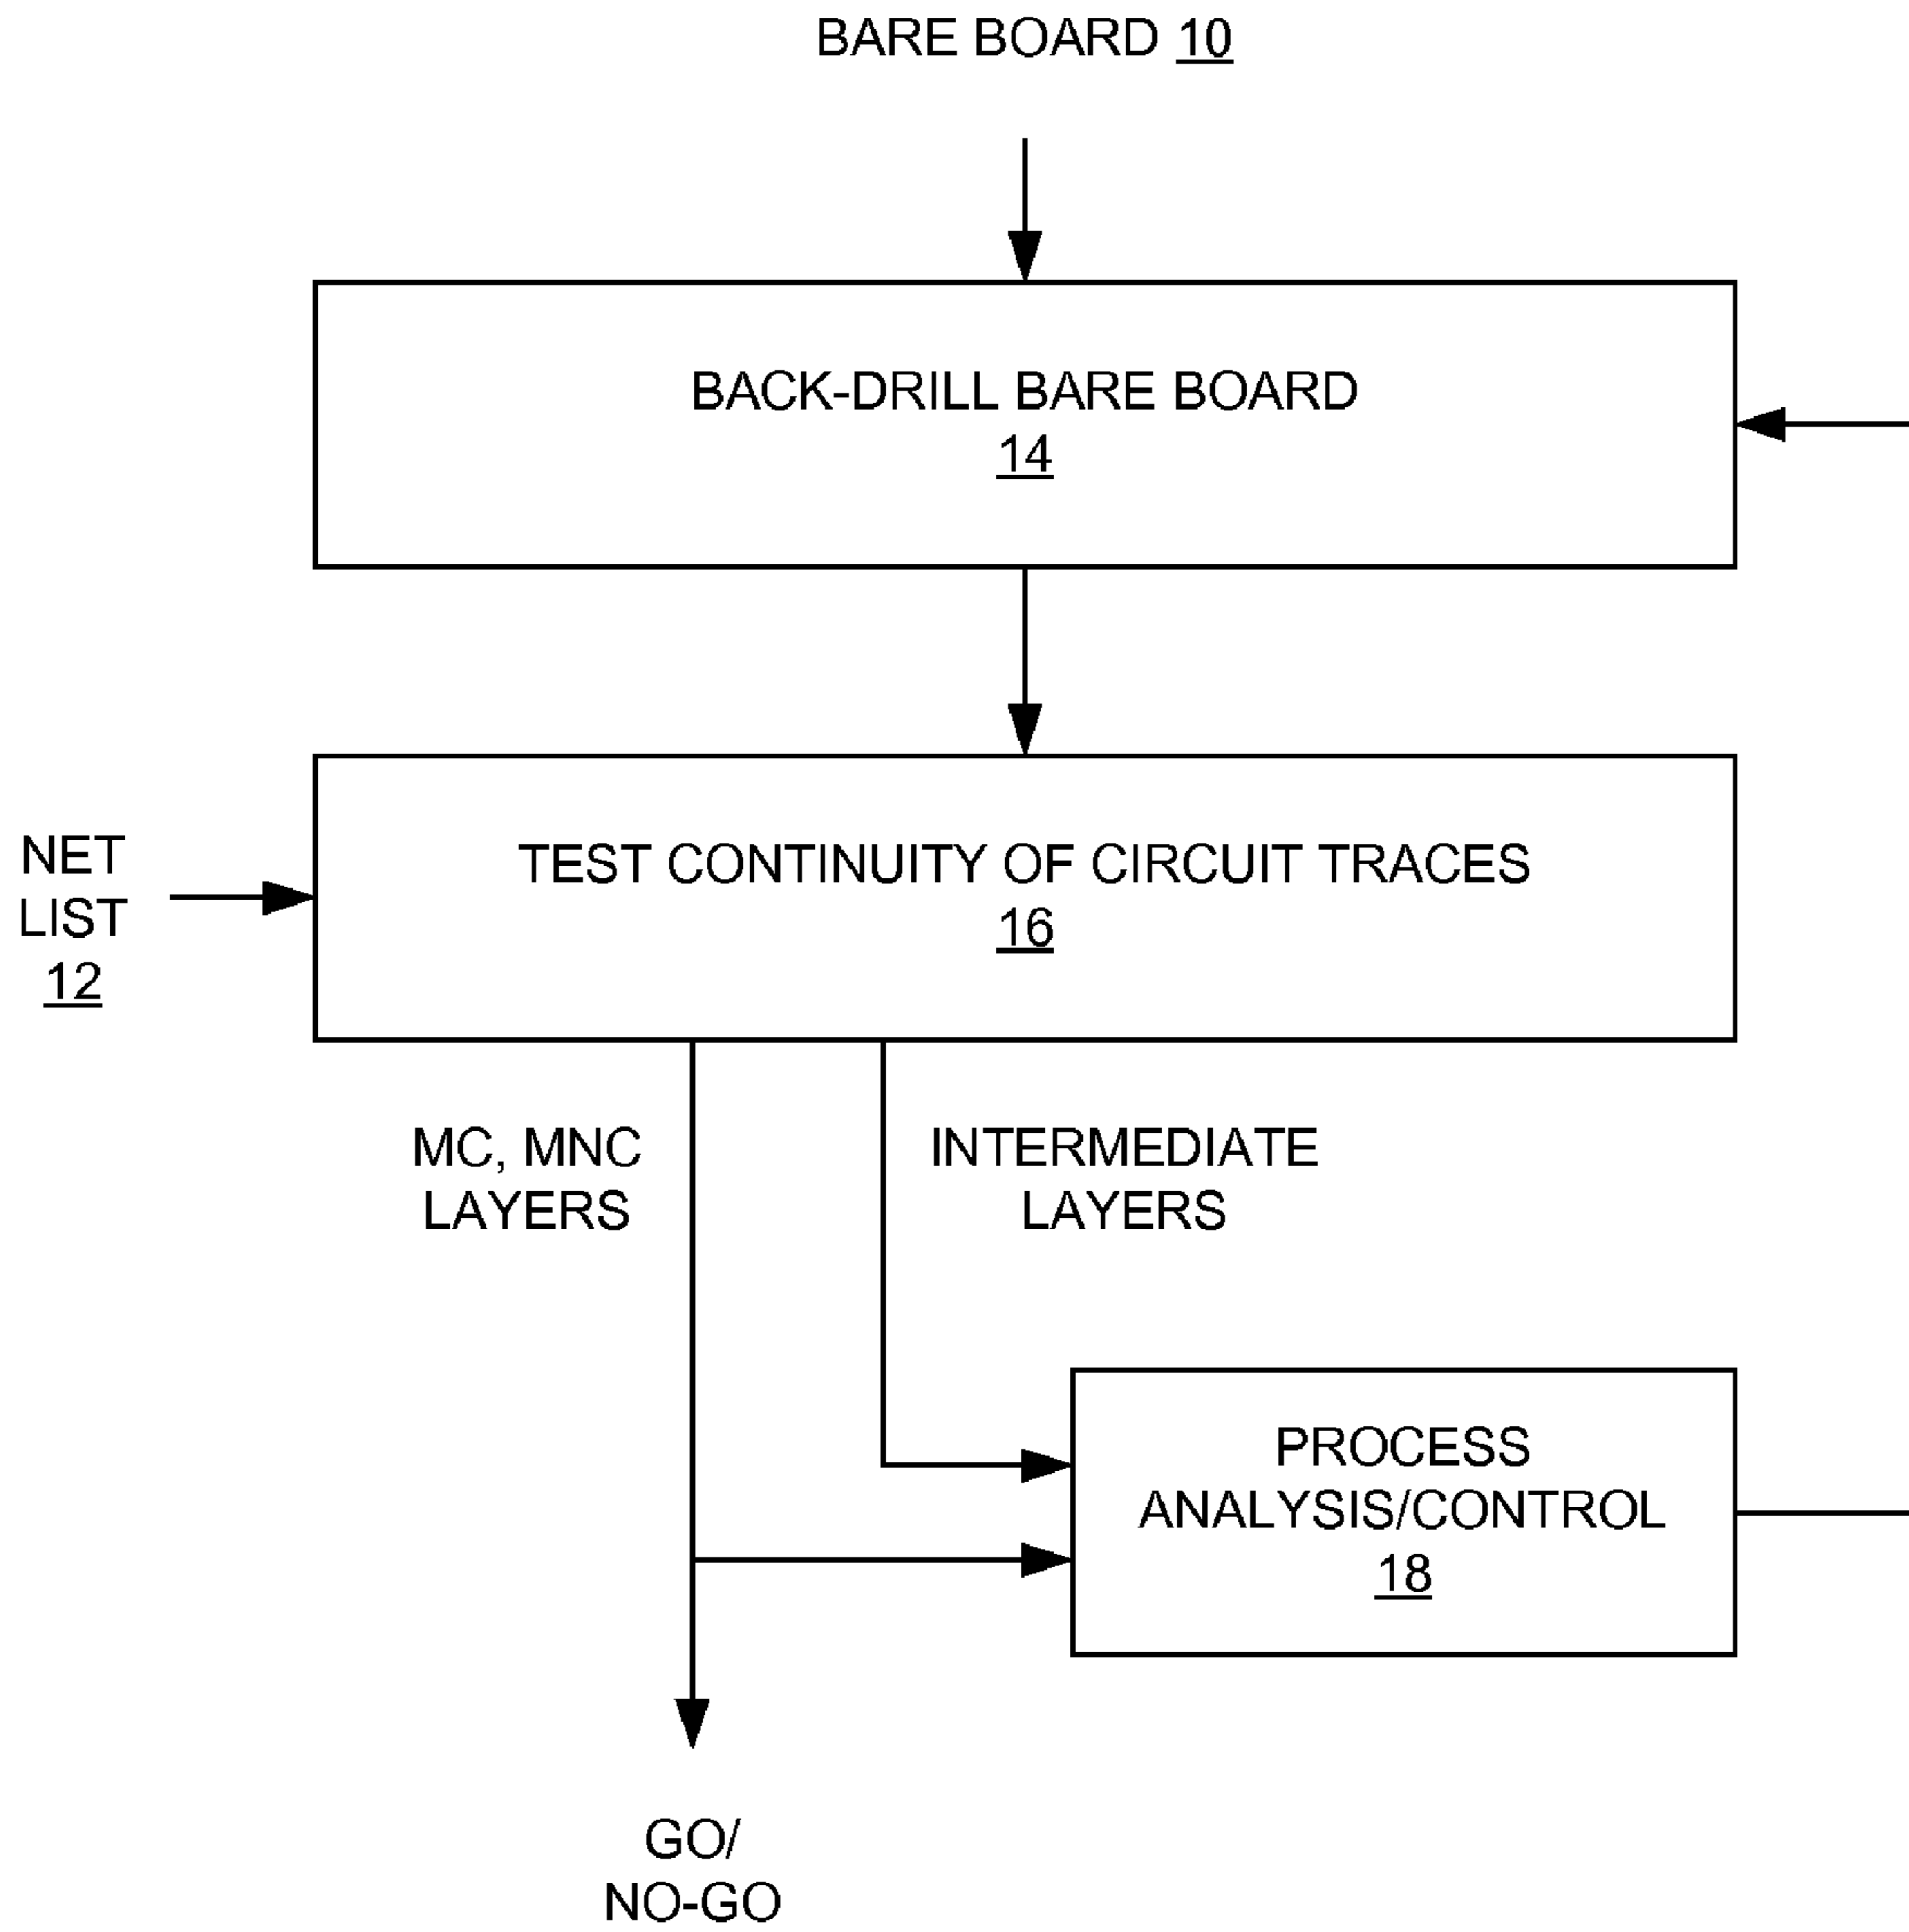 BARE BOARD 10
BACK-DRILL BARE BOARD
14
NET
LIST
12
TEST CONTINUITY OF CIRCUIT TRACES
16
MC, MNC
LAYERS
INTERMEDIATE
LAYERS
PROCESS
ANALYSIS/CONTROL
18
GO/
NO-GO